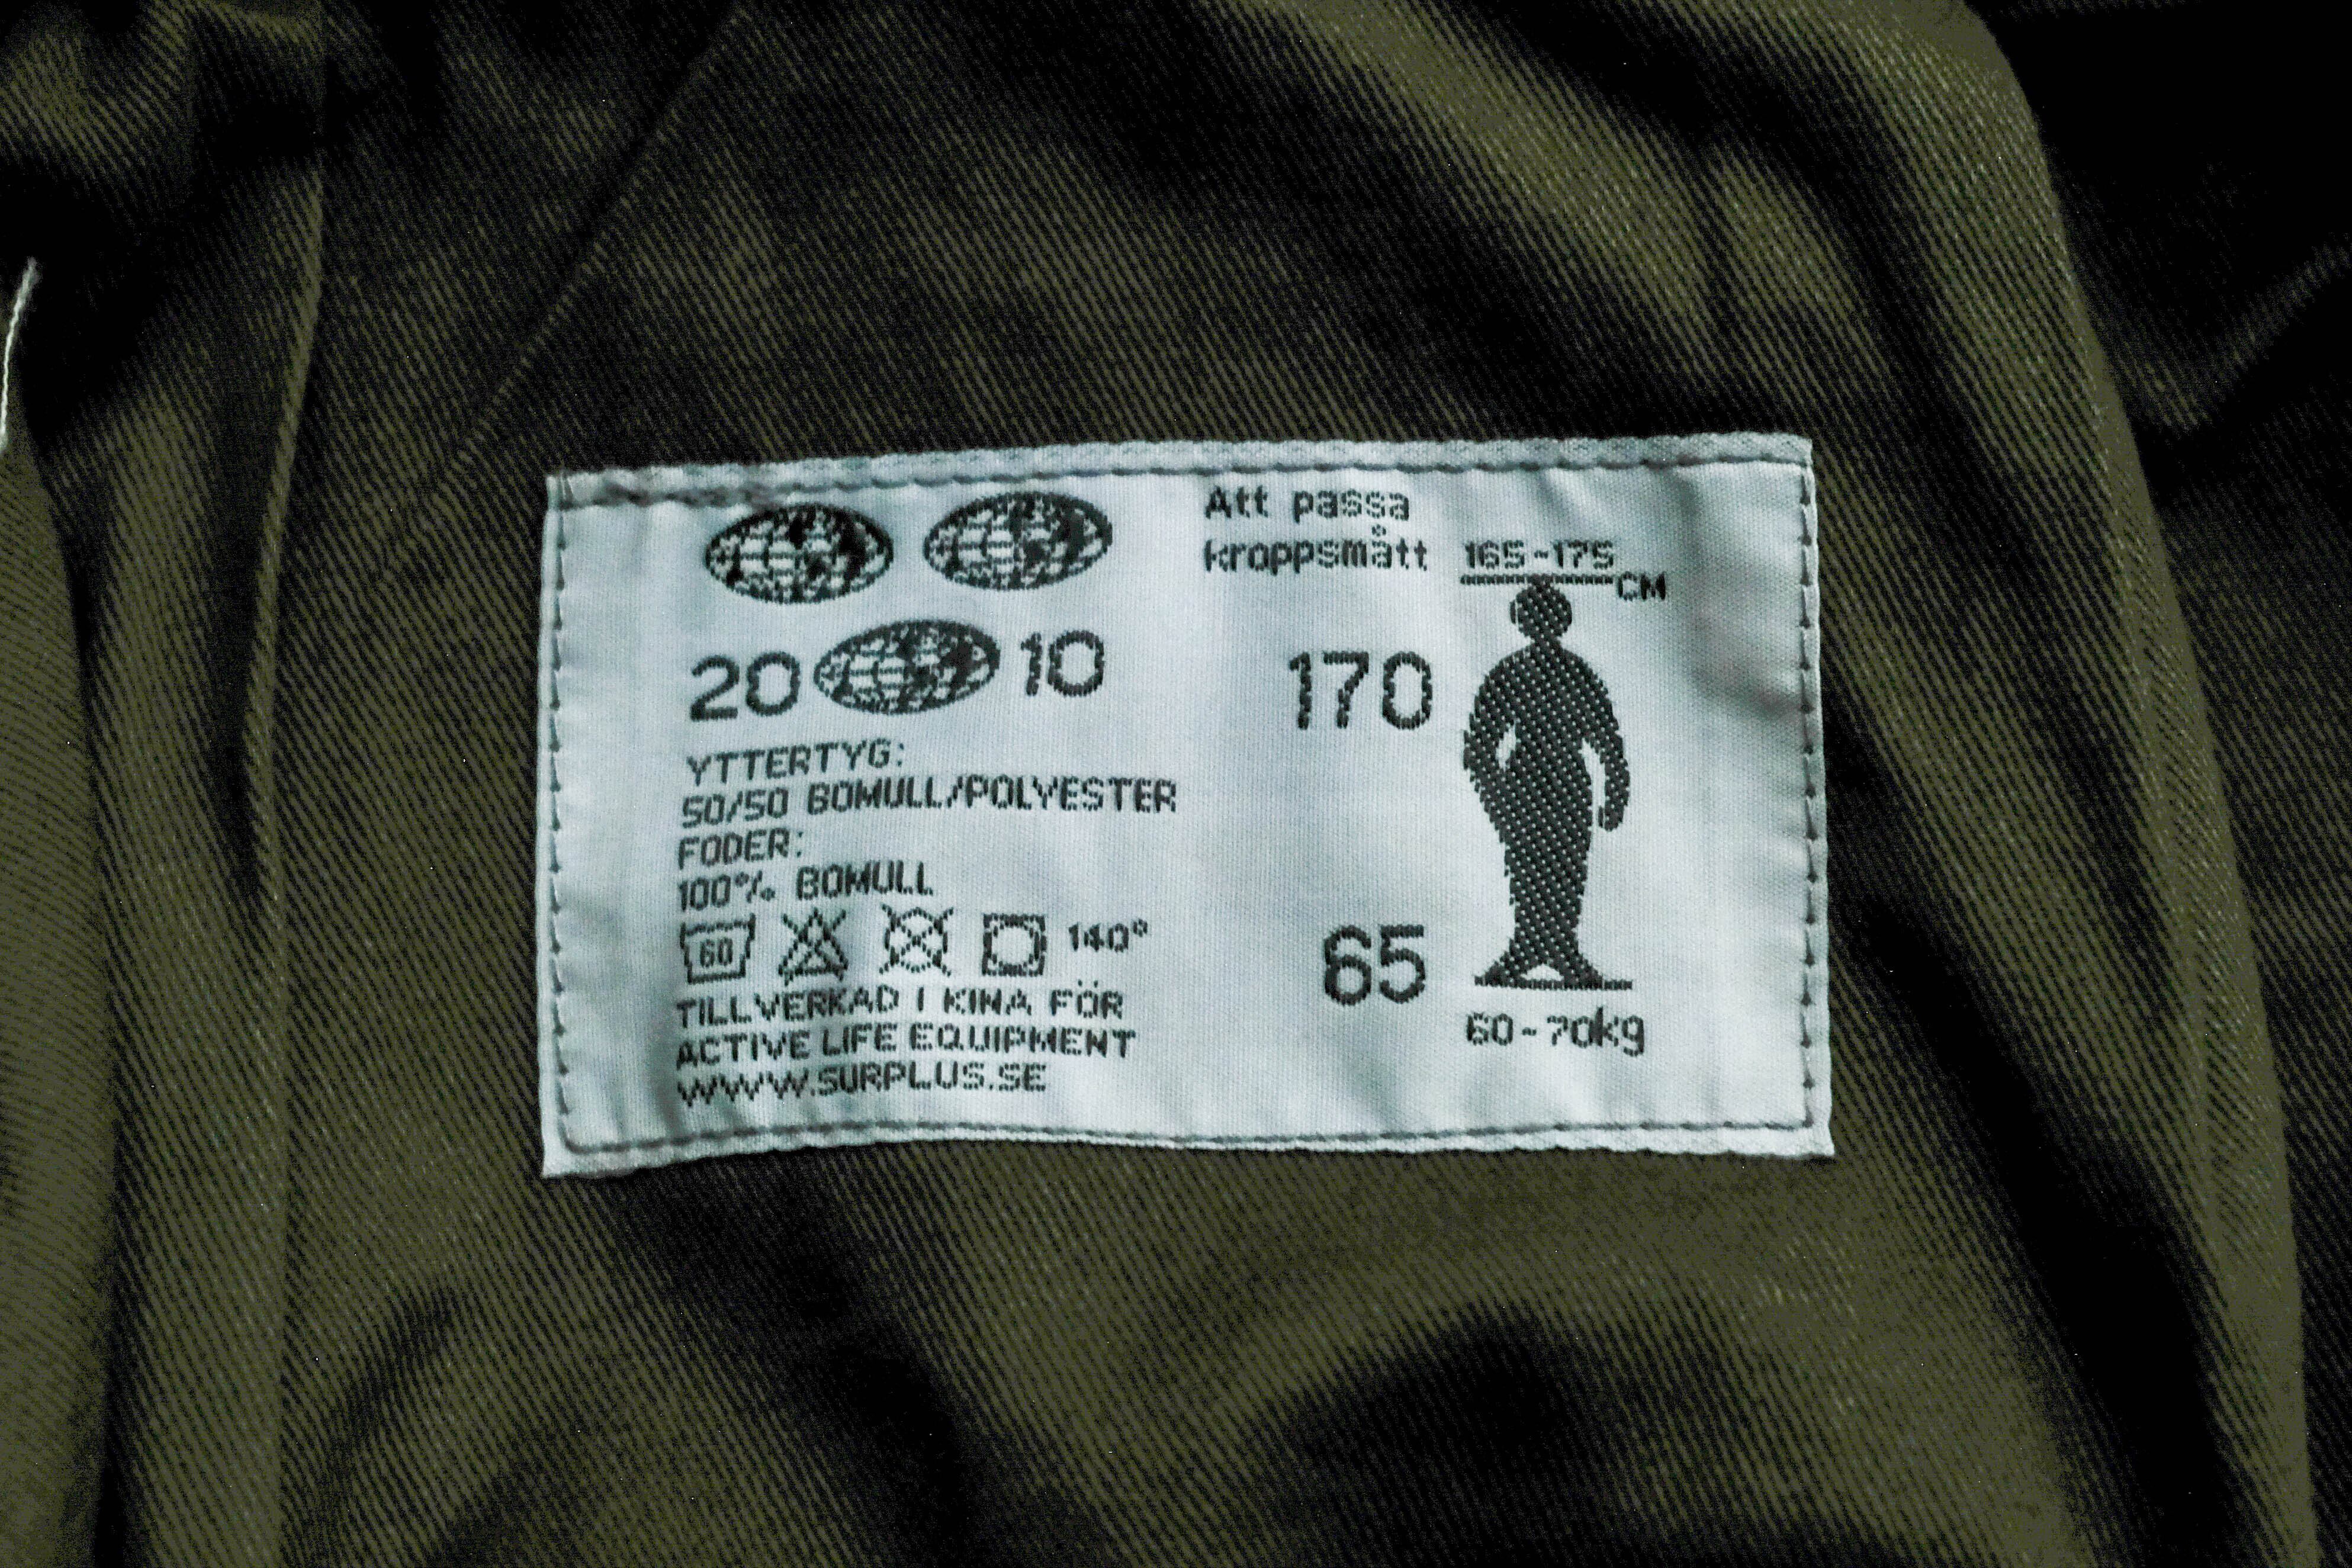 20 10
YTTERTYG:
50/50 BOMULL/POLYESTER
FODER:
100% BOMULL
60 140°
TILLVERKAD I KINA FÖR
ACTIVE LIFE EQUIPMENT
WWW.SURPLUS.SE
Att passa
kroppsmått 165-175
CM
170
65
60-70kg